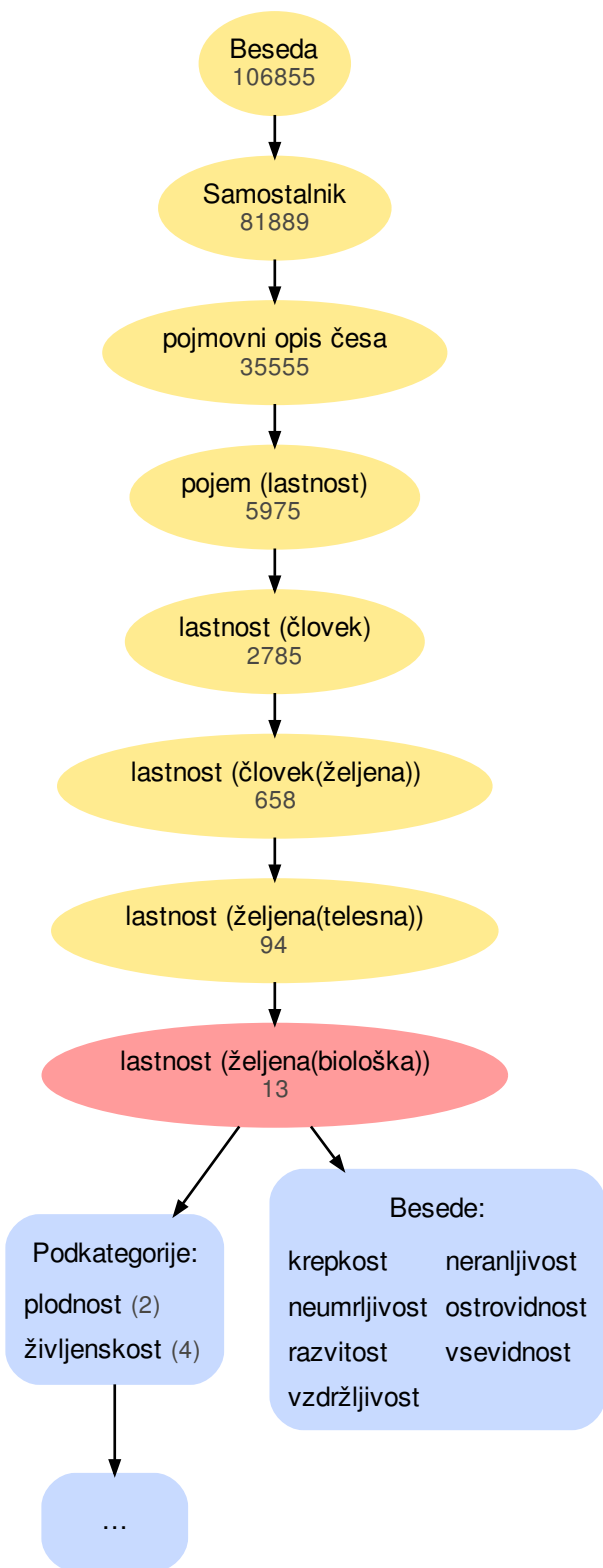 Beseda
106855
Samostalnik
81889
pojmovni opis česa
35555
pojem (lastnost)
5975
lastnost (človek)
2785
lastnost (človek(željena))
658
lastnost (željena(telesna))
94
lastnost (željena(biološka))
13
Podkategorije:
plodnost (2)
življenskost (4)
...
Besede:
krepkost neranljivost
neumrljivost ostrovidnost
razvitost vsevidnost
vzdržljivost